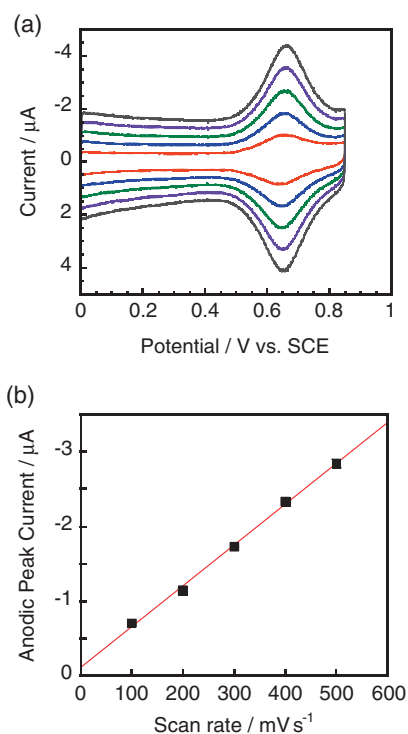 (a)
-4
-2
0
2
4
Current / μA
0 0.2 0.4 0.6 0.8 1
Potential / V vs. SCE
(b)
-3
-2
-1
0
Anodic Peak Current / μA
0 100 200 300 400 500 600
Scan rate / mV s⁻¹